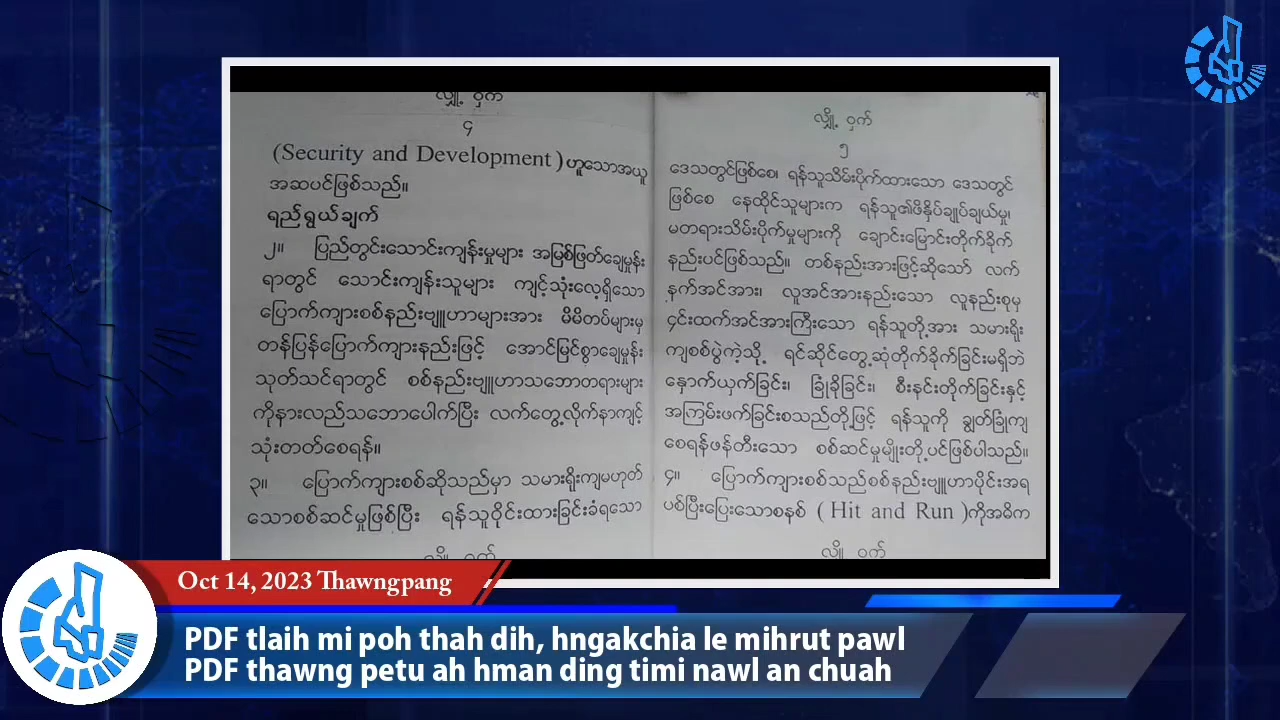 လျှို့ ဝှက်
၄
(Security and Development) ဟူသောအယူ
အဆပင်ဖြစ်သည်။
ရည်ရွယ်ချက်
၂။ ပြည်တွင်းသောင်းကျန်းမှုများ အမြစ်ဖြတ်ချေမှုန်း
ရာတွင် သောင်းကျန်းသူများ ကျင့်သုံးလေ့ရှိသော
ပြောက်ကျားစစ်နည်းဗျူဟာများအား မိမိတပ်များမှ
တန်ပြန်ပြောက်ကျားနည်းဖြင့် အောင်မြင်စွာချေမှုန်း
သုတ်သင်ရာတွင် စစ်နည်းဗျူဟာသဘောတရားများ
ကိုနားလည်သဘောပေါက်ပြီး လက်တွေ့လိုက်နာကျင့်
သုံးတတ်စေရန်။
၃။ ပြောက်ကျားစစ်ဆိုသည်မှာ သမားရိုးကျမဟုတ်
သောစစ်ဆင်မှုဖြစ်ပြီး ရန်သူဝိုင်းထားခြင်းခံရသော
လျှို့ ဝှက်
လျှို့ ဝှက်
၅
ဒေသတွင်ဖြစ်စေ၊ ရန်သူသိမ်းပိုက်ထားသော ဒေသတွင်
ဖြစ်စေ နေထိုင်သူများက ရန်သူ၏ဖိနှိပ်ချုပ်ချယ်မှု၊
မတရားသိမ်းပိုက်မှုများကို ချောင်းမြောင်းတိုက်ခိုက်
နည်းပင်ဖြစ်သည်။ တစ်နည်းအားဖြင့်ဆိုသော် လက်
နက်အင်အား၊ လူအင်အားနည်းသော လူနည်းစုမှ
၄င်းထက်အင်အားကြီးသော ရန်သူတို့အား သမားရိုး
ကျစစ်ပွဲကဲ့သို့ ရင်ဆိုင်တွေ့ဆုံတိုက်ခိုက်ခြင်းမရှိဘဲ
နှောက်ယှက်ခြင်း၊ ခြုံခိုခြင်း၊ စီးနင်းတိုက်ခြင်းနှင့်
အကြမ်းဖက်ခြင်းစသည်တို့ဖြင့် ရန်သူကို ချွတ်ခြုံကျ
စေရန်ဖန်တီးသော စစ်ဆင်မှုမျိုးတို့ပင်ဖြစ်ပါသည်။
၄။ ပြောက်ကျားစစ်သည်စစ်နည်းဗျူဟာပိုင်းအရ
ပစ်ပြီးပြေးသောစနစ် (Hit and Run) ကိုအဓိက
လျှို့ ဝှက်
Oct 14, 2023 Thawngpang
PDF tlaih mi poh thah dih, hngakchia le mihrut pawl
PDF thawng petu ah hman ding timi nawl an chuah